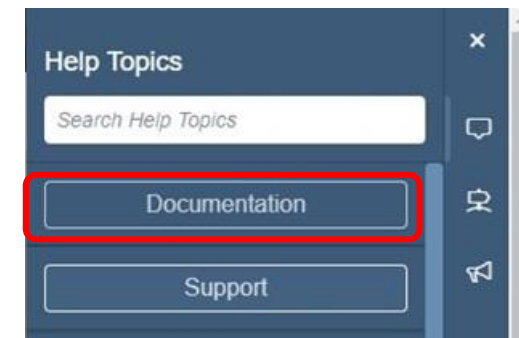 Help Topics
Search Help Topics
Documentation
Support